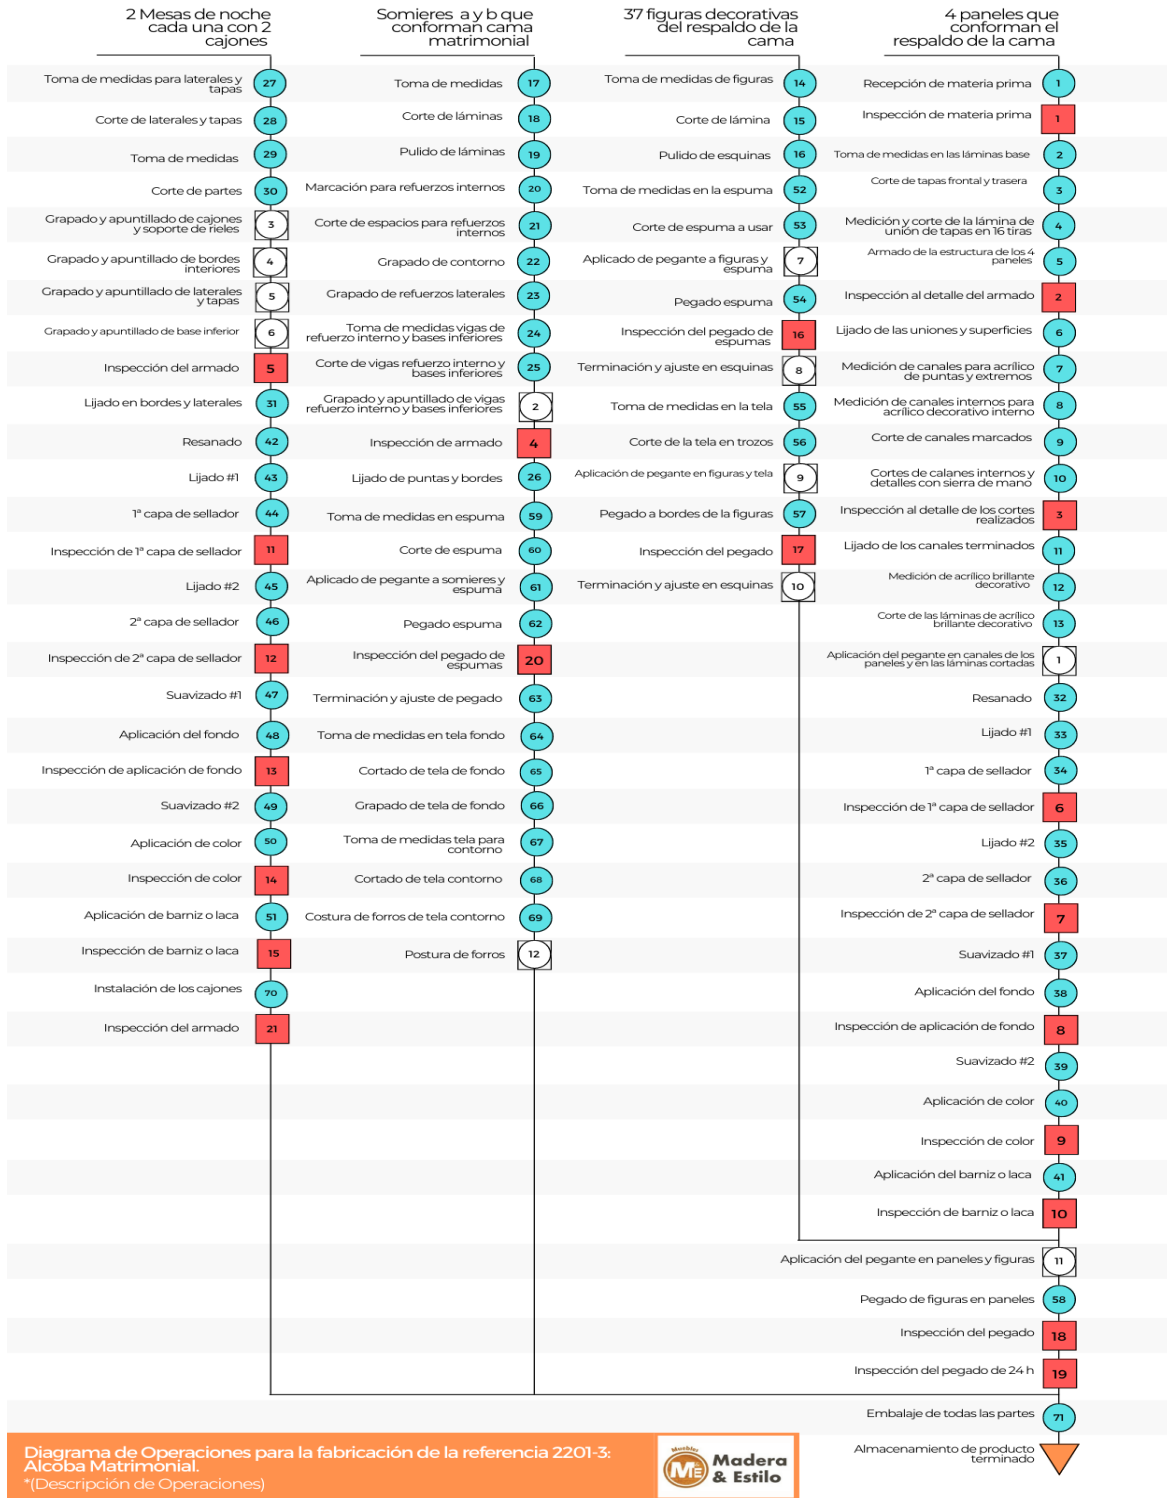 2 Mesas de noche
cada una con 2
cajones
Toma de medidas para laterales y
tapas
27
Corte de laterales y tapas
28
Toma de medidas
29
Corte de partes
30
Grapado y apuntillado de cajones
y soporte de rieles
3
Grapado y apuntillado de bordes
interiores
4
Grapado y apuntillado de laterales
y tapas
5
Grapado y apuntillado de base inferior
6
Inspección del armado
5
Lijado en bordes y laterales
31
Resanado
42
Lijado #1
43
1ª capa de sellador
44
Inspección de 1ª capa de sellador
11
Lijado #2
45
2ª capa de sellador
46
Inspección de 2ª capa de sellador
12
Suavizado #1
47
Aplicación del fondo
48
Inspección de aplicación de fondo
13
Suavizado #2
49
Aplicación de color
50
Inspección de color
14
Aplicación de barniz o laca
51
Inspección de barniz o laca
15
Instalación de los cajones
70
Inspección del armado
21
Somieres a y b que
conforman cama
matrimonial
Toma de medidas
17
Corte de láminas
18
Pulido de láminas
19
Marcación para refuerzos internos
20
Corte de espacios para refuerzos
internos
21
Grapado de contorno
22
Grapado de refuerzos laterales
23
Toma de medidas vigas de
refuerzo interno y bases inferiores
24
Corte de vigas refuerzo interno y
bases inferiores
25
Grapado y apuntillado de vigas
refuerzo interno y bases inferiores
2
Inspección de armado
4
Lijado de puntas y bordes
26
Toma de medidas en espuma
59
Corte de espuma
60
Aplicado de pegante a somieres y
espuma
61
Pegado espuma
62
Inspección del pegado de
espumas
20
Terminación y ajuste de pegado
63
Toma de medidas en tela fondo
64
Cortado de tela de fondo
65
Grapado de tela de fondo
66
Toma de medidas tela para
contorno
67
Cortado de tela contorno
68
Costura de forros de tela contorno
69
Postura de forros
12
37 figuras decorativas
del respaldo de la
cama
Toma de medidas de figuras
14
Corte de lámina
15
Pulido de esquinas
16
Toma de medidas en la espuma
52
Corte de espuma a usar
53
Aplicado de pegante a figuras y
espuma
7
Pegado espuma
54
Inspección del pegado de
espumas
16
Terminación y ajuste en esquinas
8
Toma de medidas en la tela
55
Corte de la tela en trozos
56
Aplicación de pegante en figuras y tela
9
Pegado a bordes de la figuras
57
Inspección del pegado
17
Terminación y ajuste en esquinas
10
4 paneles que
conforman el
respaldo de la cama
Recepción de materia prima
1
Inspección de materia prima
1
Toma de medidas en las láminas base
2
Corte de tapas frontal y trasera
3
Medición y corte de la lámina de
unión de tapas en 16 tiras
4
Armado de la estructura de los 4
paneles
5
Inspección al detalle del armado
2
Lijado de las uniones y superficies
6
Medición de canales para acrílico
de puntas y extremos
7
Medición de canales internos para
acrílico decorativo interno
8
Corte de canales marcados
9
Cortes de calanes internos y
detalles con sierra de mano
10
Inspección al detalle de los cortes
realizados
3
Lijado de los canales terminados
11
Medición de acrílico brillante
decorativo
12
Corte de las láminas de acrílico
brillante decorativo
13
Aplicación del pegante en canales de los
paneles y en las láminas cortadas
1
Resanado
32
Lijado #1
33
1ª capa de sellador
34
Inspección de 1ª capa de sellador
6
Lijado #2
35
2ª capa de sellador
36
Inspección de 2ª capa de sellador
7
Suavizado #1
37
Aplicación del fondo
38
Inspección de aplicación de fondo
8
Suavizado #2
39
Aplicación de color
40
Inspección de color
9
Aplicación del barniz o laca
41
Inspección de barniz o laca
10
Aplicación del pegante en paneles y figuras
11
Pegado de figuras en paneles
58
Inspección del pegado
18
Inspección del pegado de 24 h
19
Embalaje de todas las partes
71
Almacenamiento de producto
terminado
Diagrama de Operaciones para la fabricación de la referencia 2201-3:
Alcoba Matrimonial.
*(Descripción de Operaciones)
Muebles
ME
Madera
& Estilo